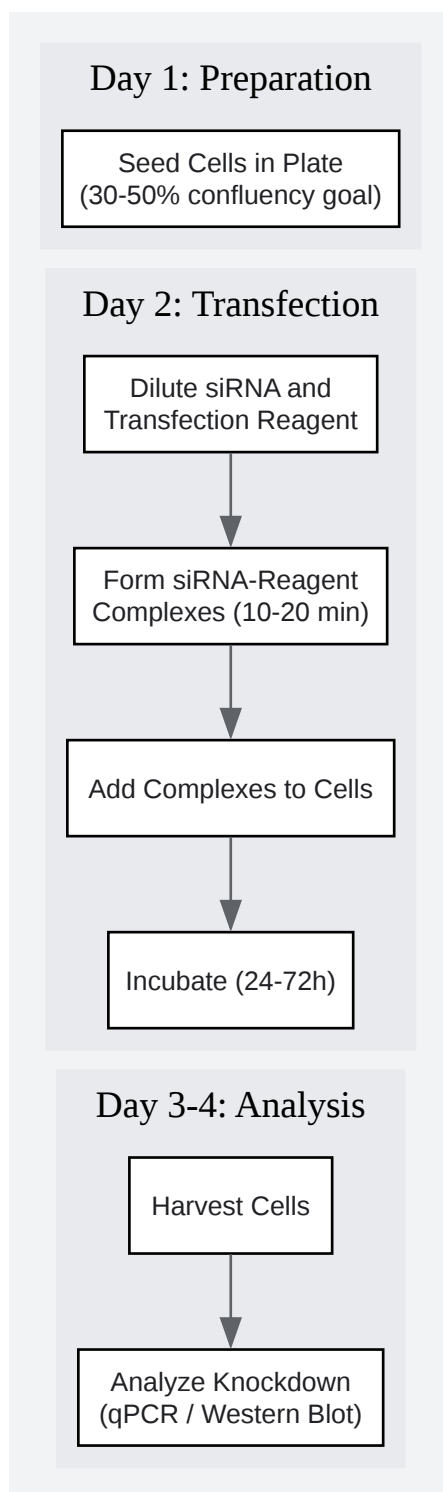 Day 1: Preparation
Seed Cells in Plate
(30-50% confluency goal)
Day 2: Transfection
Dilute siRNA and
Transfection Reagent
Form siRNA-Reagent
Complexes (10-20 min)
Add Complexes to Cells
Incubate (24-72h)
Day 3-4: Analysis
Harvest Cells
Analyze Knockdown
(qPCR / Western Blot)